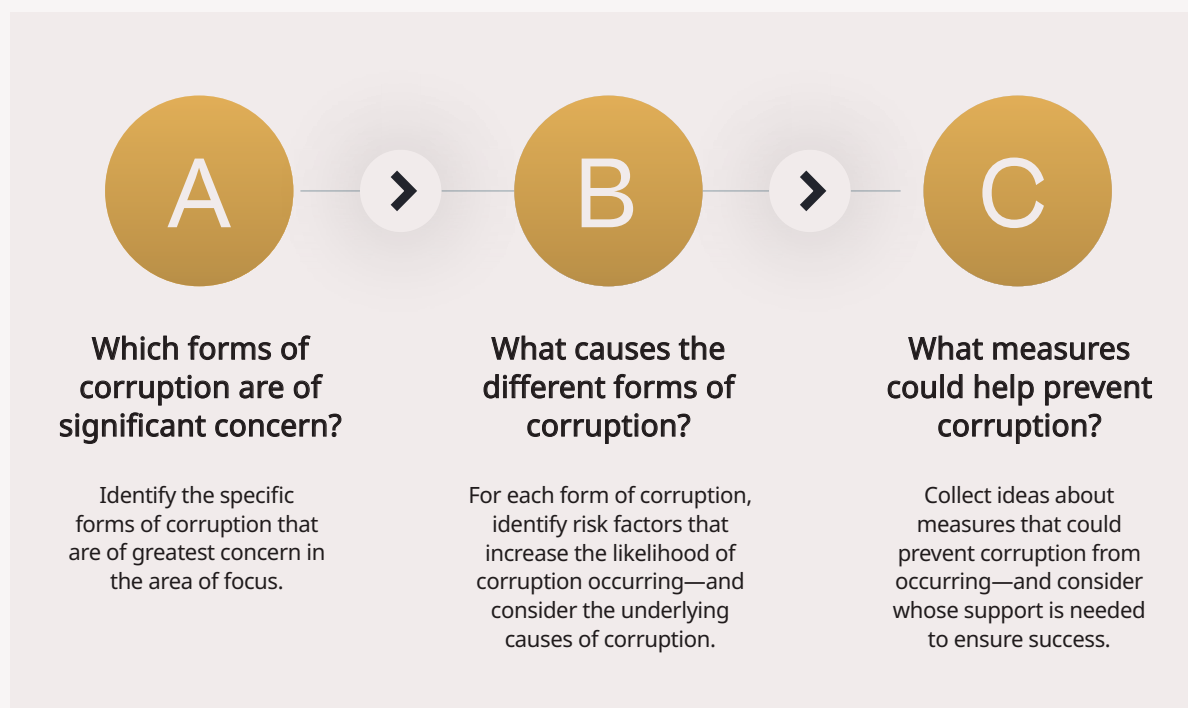 A
B
C
Which forms of
corruption are of
significant concern?
Identify the specific
forms of corruption that
are of greatest concern in
the area of focus.
What causes the
different forms of
corruption?
For each form of corruption,
identify risk factors that
increase the likelihood of
corruption occurring—and
consider the underlying
causes of corruption.
What measures
could help prevent
corruption?
Collect ideas about
measures that could
prevent corruption from
occurring—and consider
whose support is needed
to ensure success.